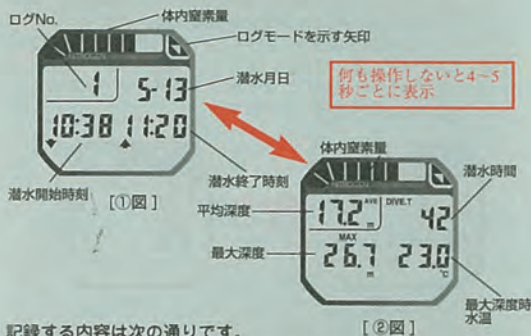 ログNo.
体内窒素量
ログモードを示す矢印
NITROGEN
1
5-13
潜水月日
10:38 11:20
潜水開始時刻
潜水終了時刻
[①図]
何も操作しないと4~5
秒ごとに表示
体内窒素量
潜水時間
NITROGEN
平均深度
17.2 AVE m
DIVE.T
42
最大深度
MAX
26.7 m
23.0 ℃
最大深度時
水温
[②図]
記録する内容は次の通りです。